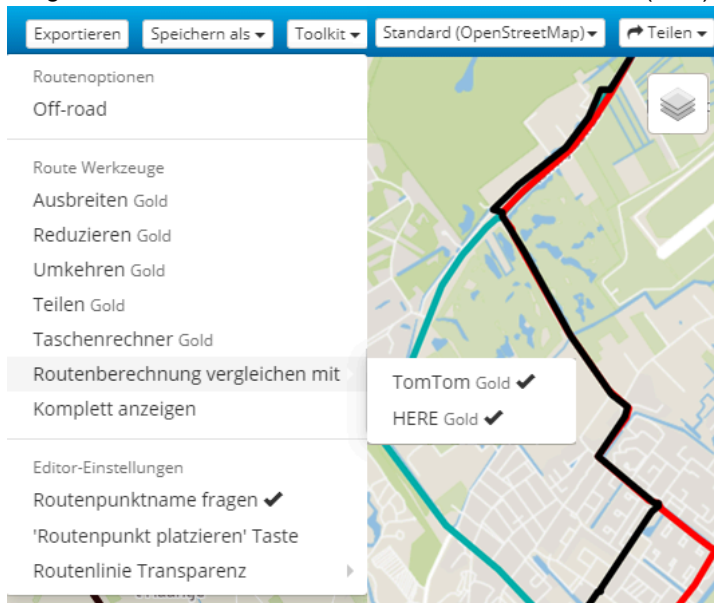 Exportieren Speichern als Toolkit Standard (OpenStreetMap) Teilen
Routenoptionen
Off-road
Route Werkzeuge
Ausbreiten Gold
Reduzieren Gold
Umkehren Gold
Teilen Gold
Taschenrechner Gold
Routenberechnung vergleichen mit
TomTom Gold ✔
HERE Gold ✔
Komplett anzeigen
Editor-Einstellungen
Routenpunktname fragen ✔
'Routenpunkt platzieren' Taste
Routenlinie Transparenz